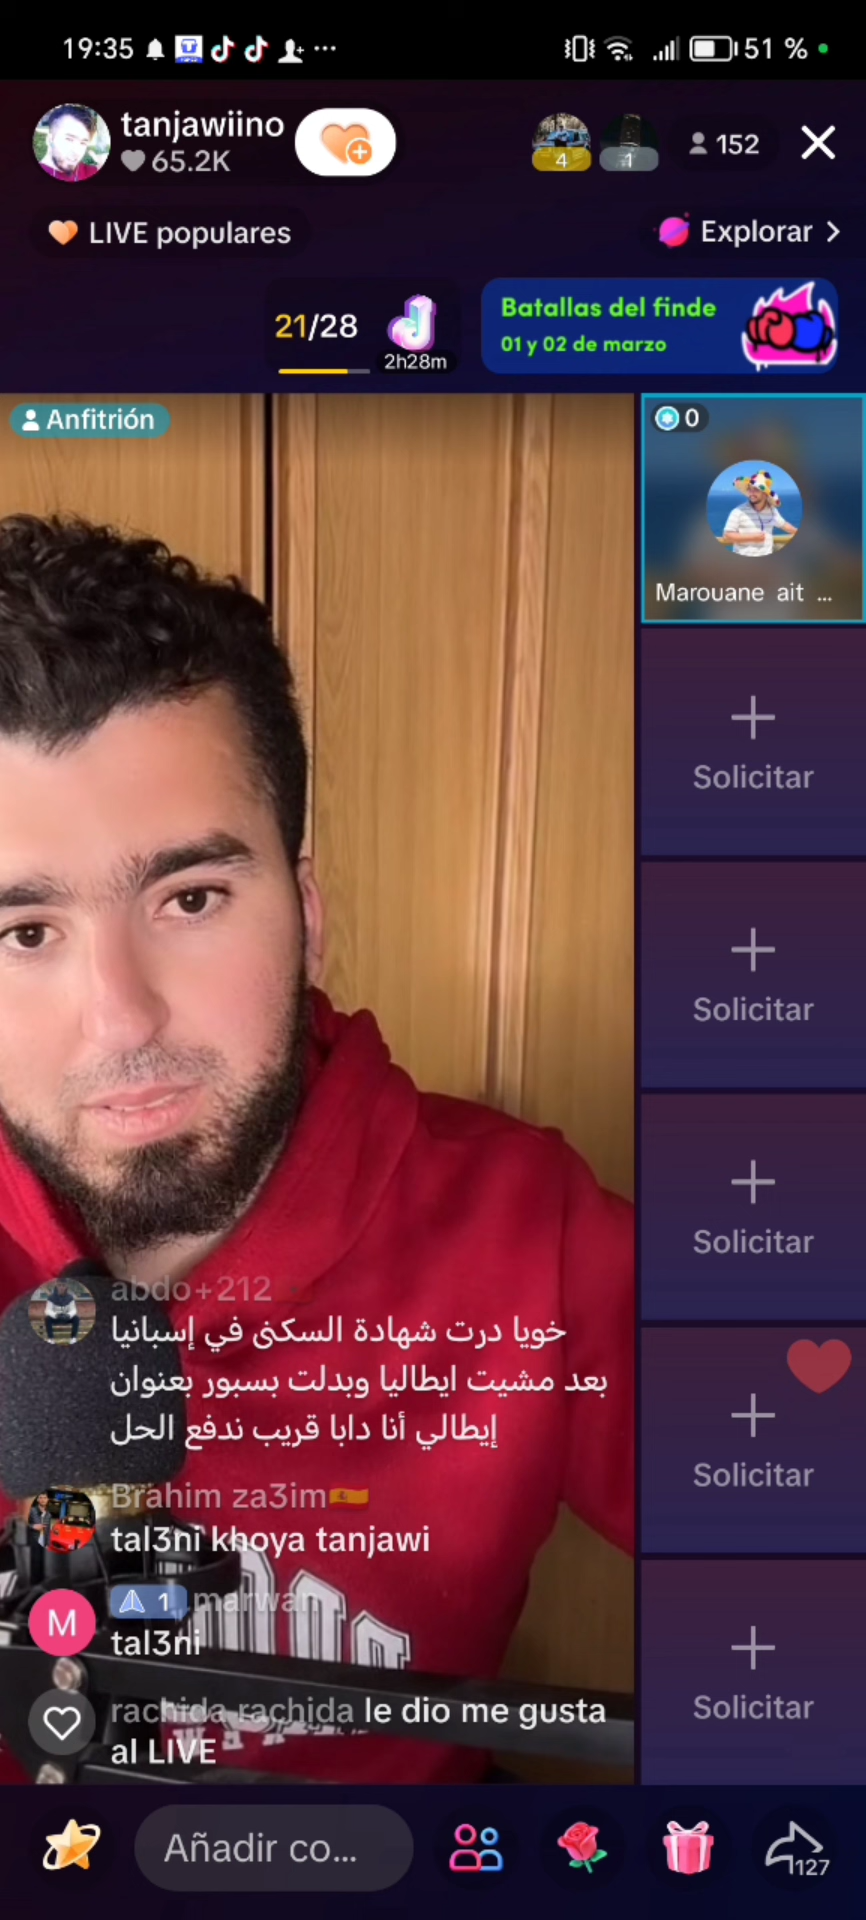 19:35
51 %
tanjawiino
65.2K
4
1
152
LIVE populares
Explorar
21/28
2h28m
Batallas del finde
01 y 02 de marzo
Anfitrión
0
Marouane ait ...
Solicitar
Solicitar
Solicitar
Solicitar
Solicitar
abdo+212
خويا درت شهادة السكنى في إسبانيا
بعد مشيت ايطاليا وبدلت بسبور بعنوان
إيطالي أنا دابا قريب ندفع الحل
Brahim za3im🇪🇸
tal3ni khoya tanjawi
M
1 marwan
tal3ni
rachida rachida le dio me gusta
al LIVE
Añadir co...
127